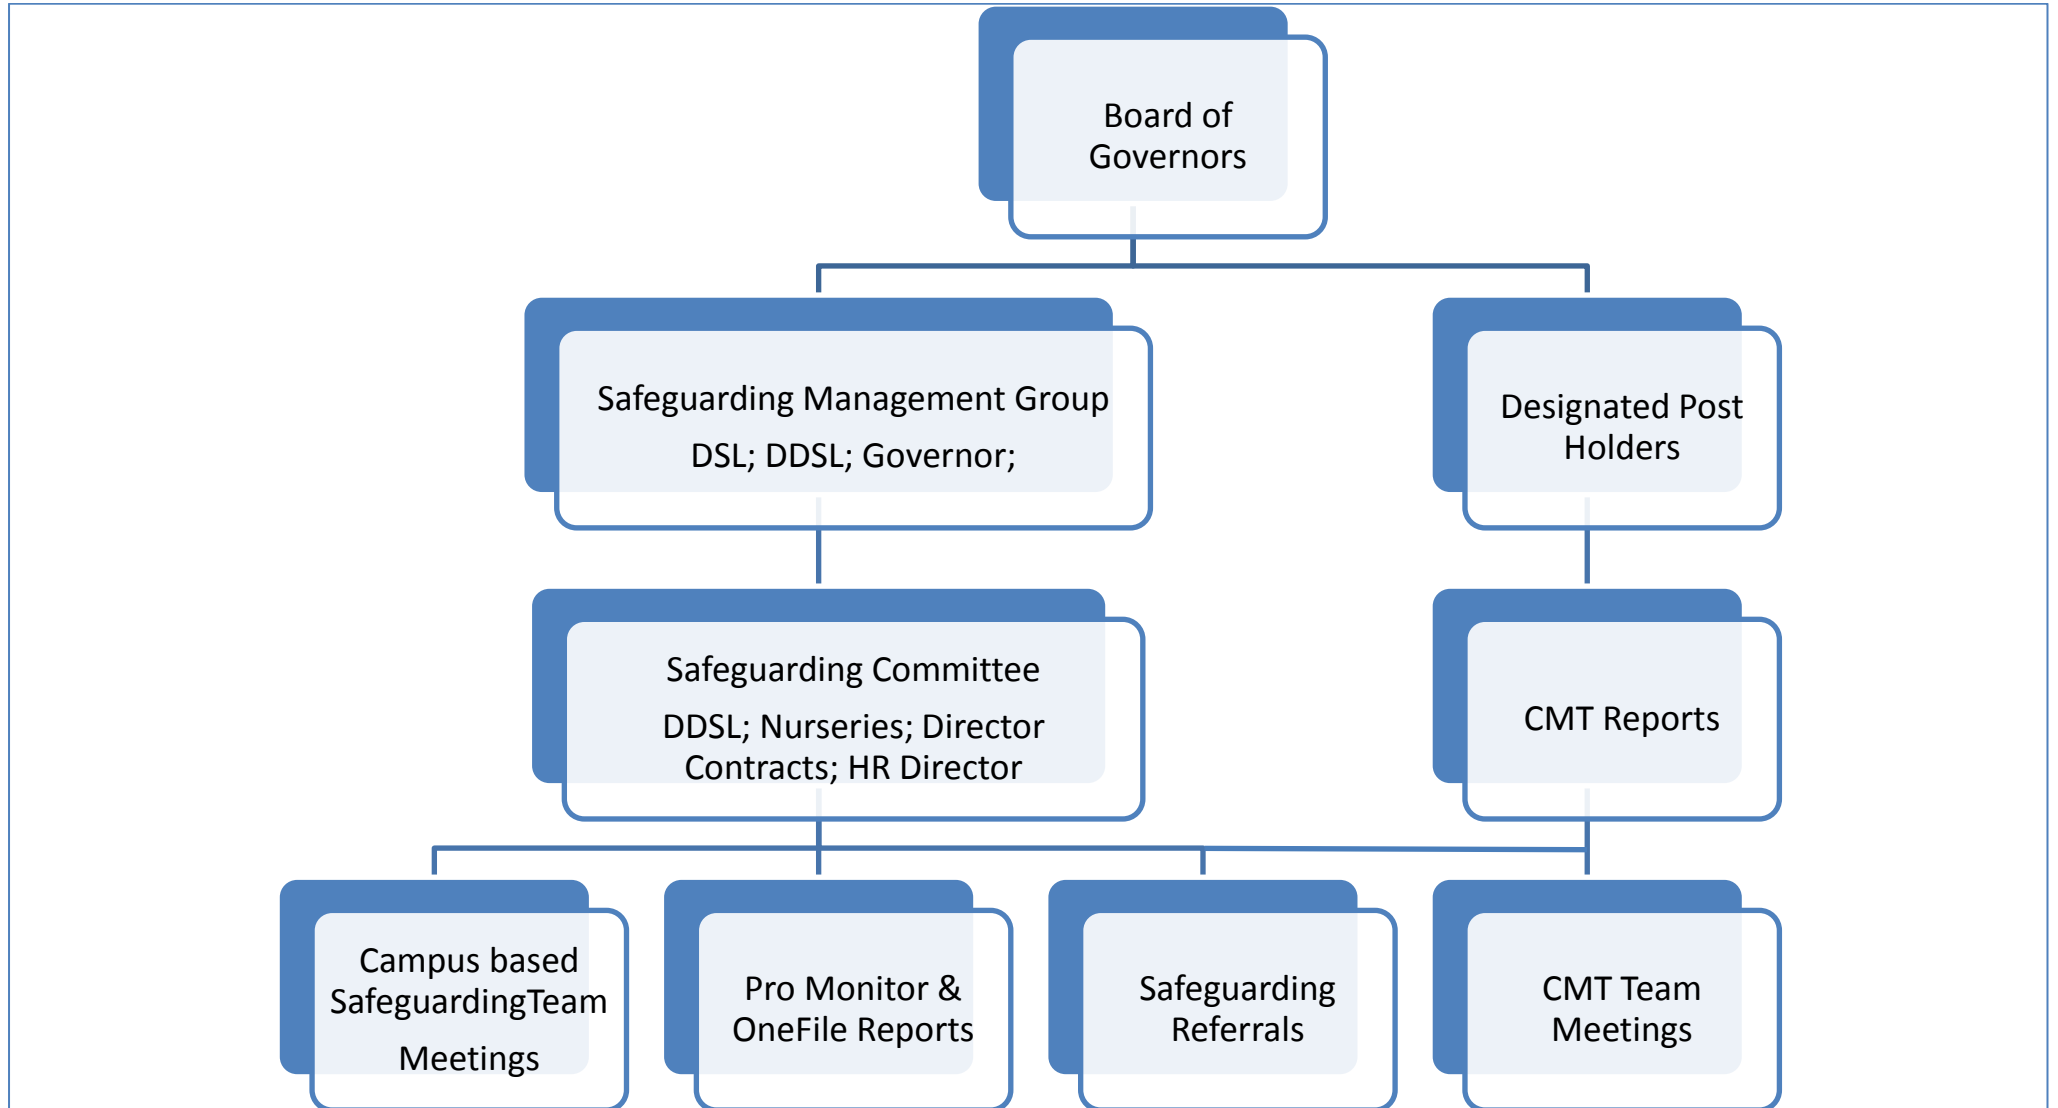 Board of
Governors
Safeguarding Management Group
DSL; DDSL; Governor;
Designated Post
Holders
Safeguarding Committee
DDSL; Nurseries; Director
Contracts; HR Director
CMT Reports
Campus based
SafeguardingTeam
Meetings
Pro Monitor &
OneFile Reports
Safeguarding
Referrals
CMT Team
Meetings